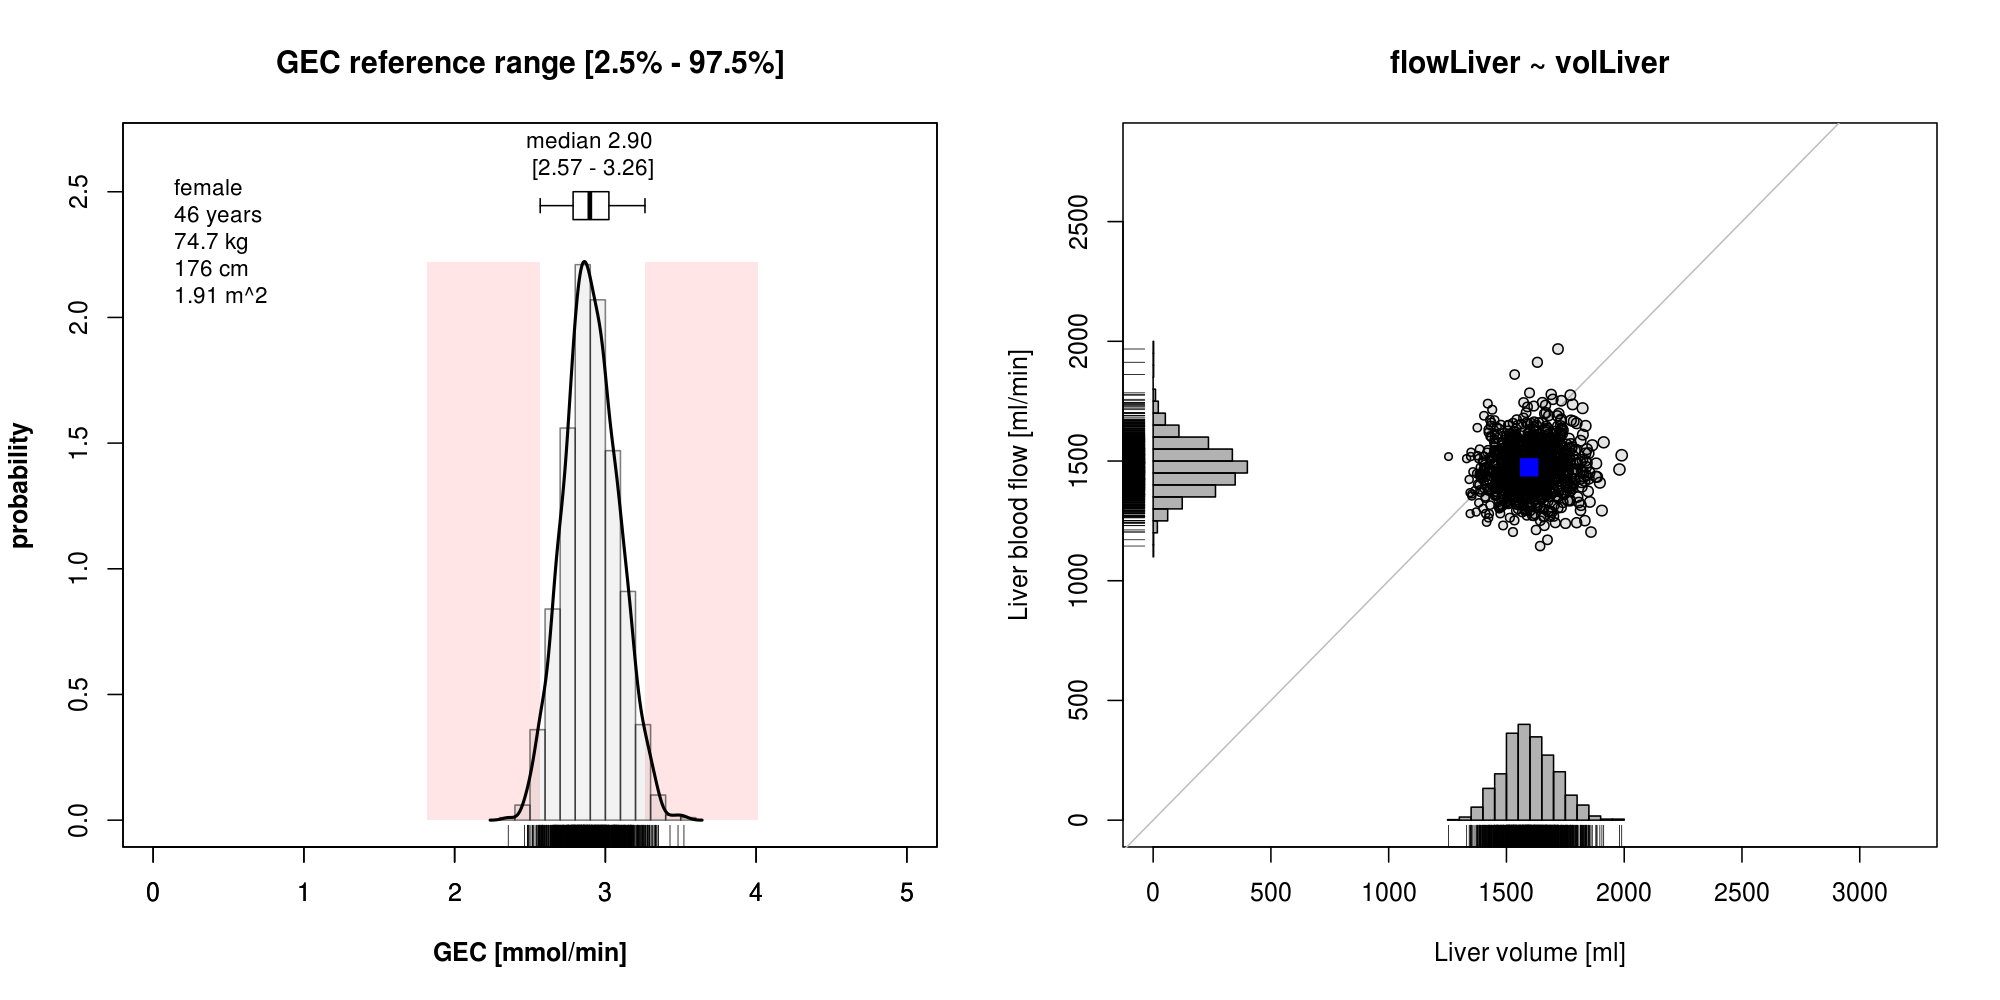 GEC reference range [2.5% - 97.5%]
median 2.90
[2.57 - 3.26]
female
46 years
74.7 kg
176 cm
1.91 m^2
probability
0.0
0.5
1.0
1.5
2.0
2.5
0 1 2 3 4 5
GEC [mmol/min]
flowLiver ~ volLiver
Liver blood flow [ml/min]
0
500
1000
1500
2000
2500
0 500 1000 1500 2000 2500 3000
Liver volume [ml]